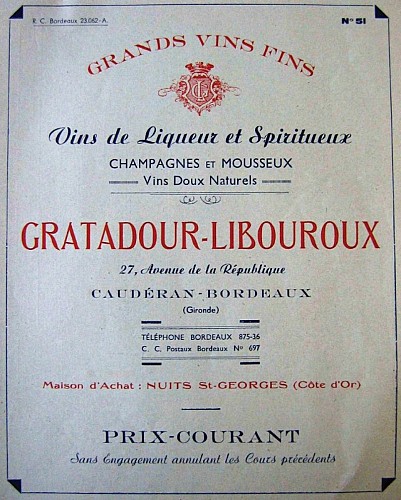 R. C. Bordeaux 23.062-A.
N° 51
GRANDS VINS FINS
Vins de Liqueur et Spiritueux
CHAMPAGNES ET MOUSSEUX
Vins Doux Naturels
GRATADOUR-LIBOUROUX
27, Avenue de la République
CAUDÉRAN-BORDEAUX
(Gironde)
TÉLÉPHONE BORDEAUX 875-36
C. C. Postaux Bordeaux N° 697
Maison d'Achat : NUITS St-GEORGES (Côte d'Or)
PRIX-COURANT
Sans Engagement annulant les Cours précédents